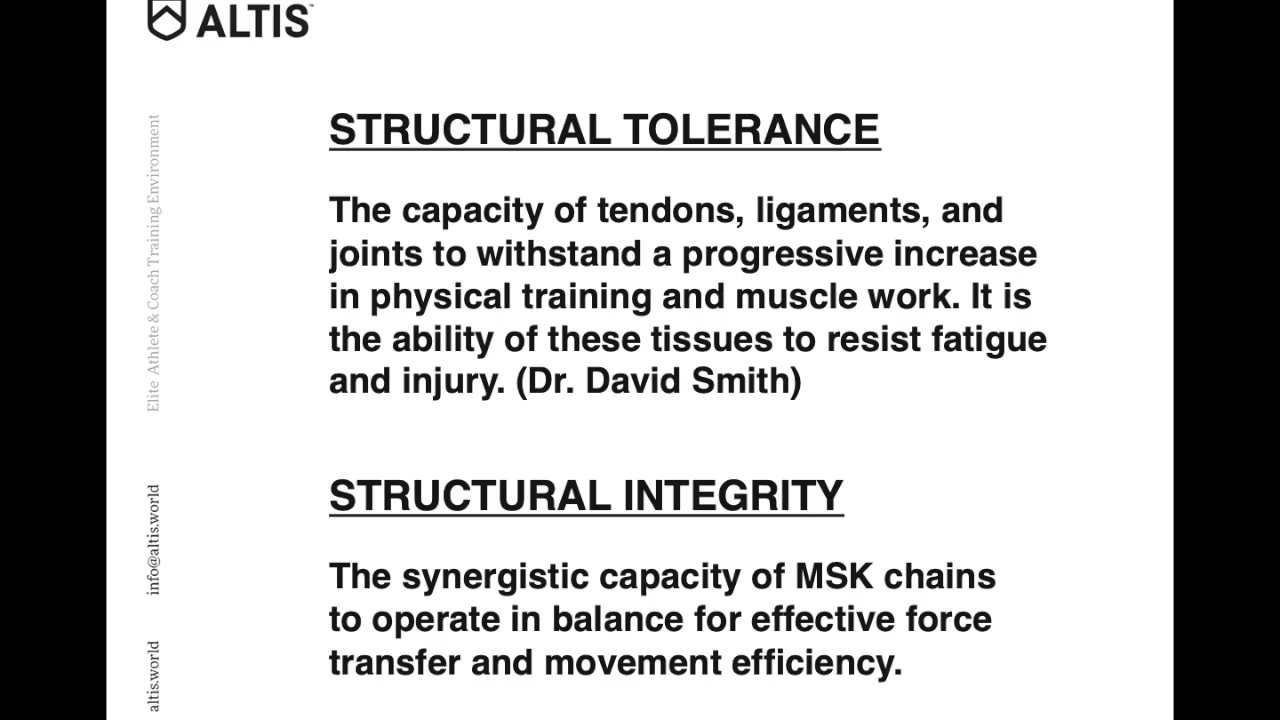 ALTIS™
STRUCTURAL TOLERANCE
The capacity of tendons, ligaments, and
joints to withstand a progressive increase
in physical training and muscle work. It is
the ability of these tissues to resist fatigue
and injury. (Dr. David Smith)
STRUCTURAL INTEGRITY
The synergistic capacity of MSK chains
to operate in balance for effective force
transfer and movement efficiency.
Elite Athlete & Coach Training Environment
info@altis.world
altis.world